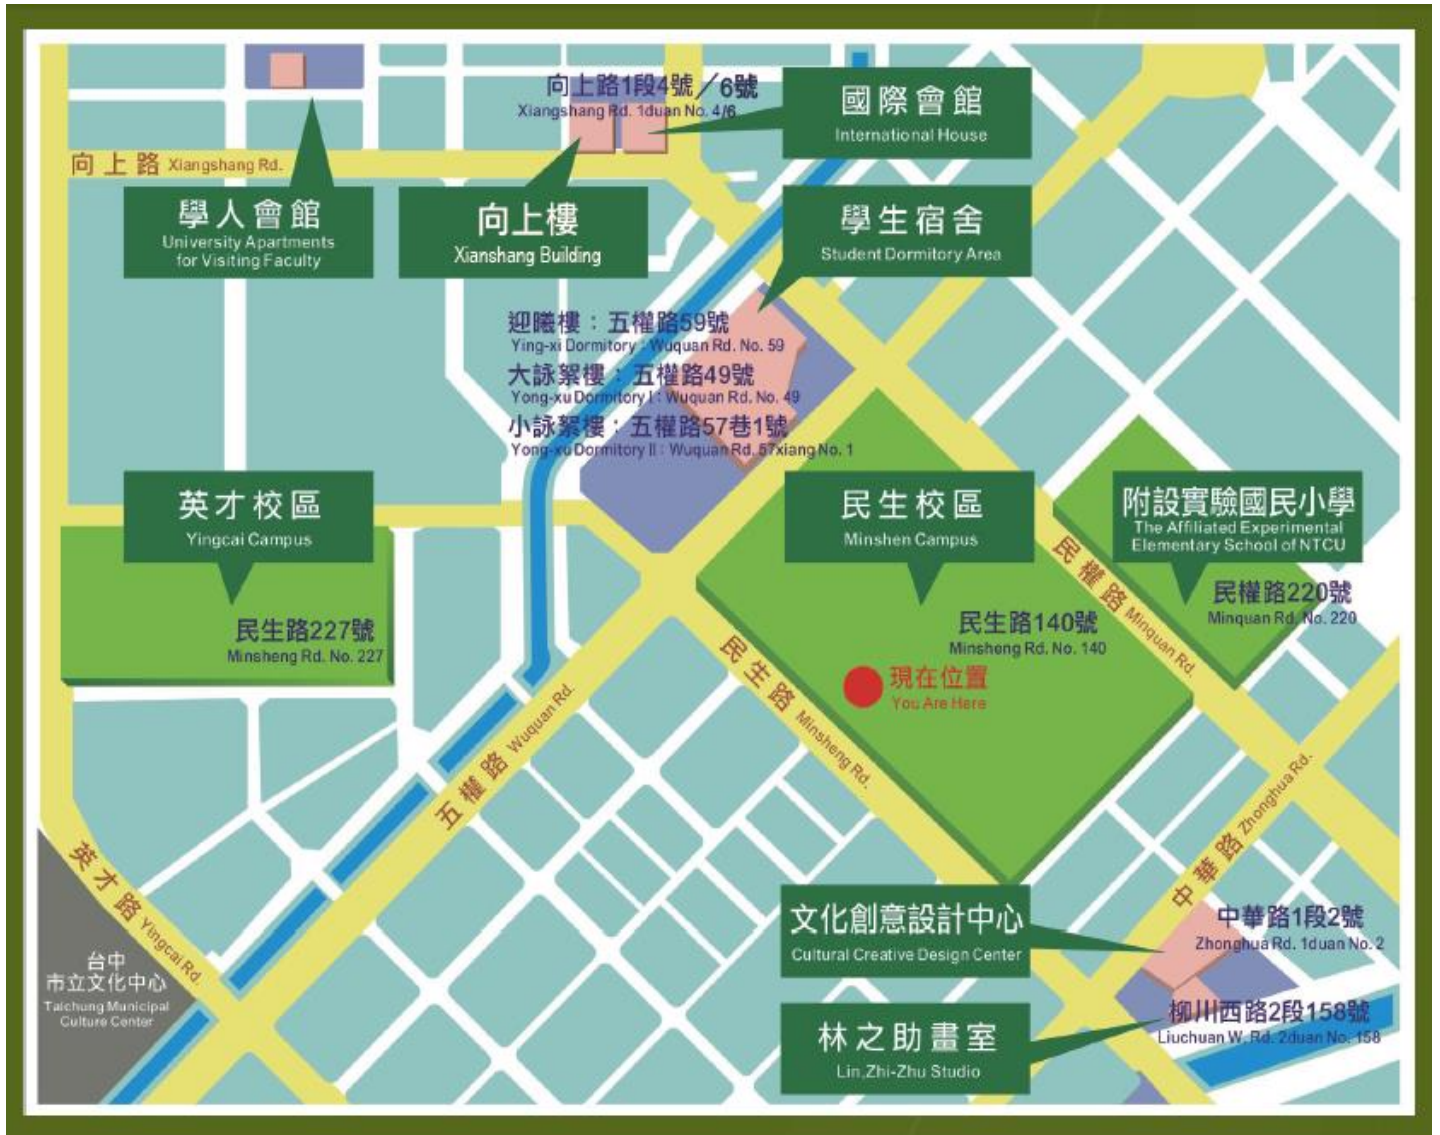 向上路1段4號／6號
Xiangshang Rd. 1duan No. 4/6
國際會館
International House
向上路 Xiangshang Rd.
學人會館
University Apartments
for Visiting Faculty
向上樓
Xianshang Building
學生宿舍
Student Dormitory Area
迎曦樓：五權路59號
Ying-xi Dormitory：Wuquan Rd. No. 59
大詠絮樓：五權路49號
Yong-xu Dormitory I：Wuquan Rd. No. 49
小詠絮樓：五權路57巷1號
Yong-xu Dormitory II：Wuquan Rd. 57xiang No. 1
英才校區
Yingcai Campus
民生校區
Minshen Campus
附設實驗國民小學
The Affiliated Experimental
Elementary School of NTCU
民生路227號
Minsheng Rd. No. 227
民生路140號
Minsheng Rd. No. 140
民權路220號
Minquan Rd. No. 220
民權路 Minquan Rd.
現在位置
You Are Here
民生路 Minsheng Rd.
五權路 Wuquan Rd.
中華路 Zhonghua Rd.
英才路 Yingcai Rd.
文化創意設計中心
Cultural Creative Design Center
中華路1段2號
Zhonghua Rd. 1duan No. 2
台中
市立文化中心
Taichung Municipal
Culture Center
林之助畫室
Lin,Zhi-Zhu Studio
柳川西路2段158號
Liuchuan W. Rd. 2duan No. 158